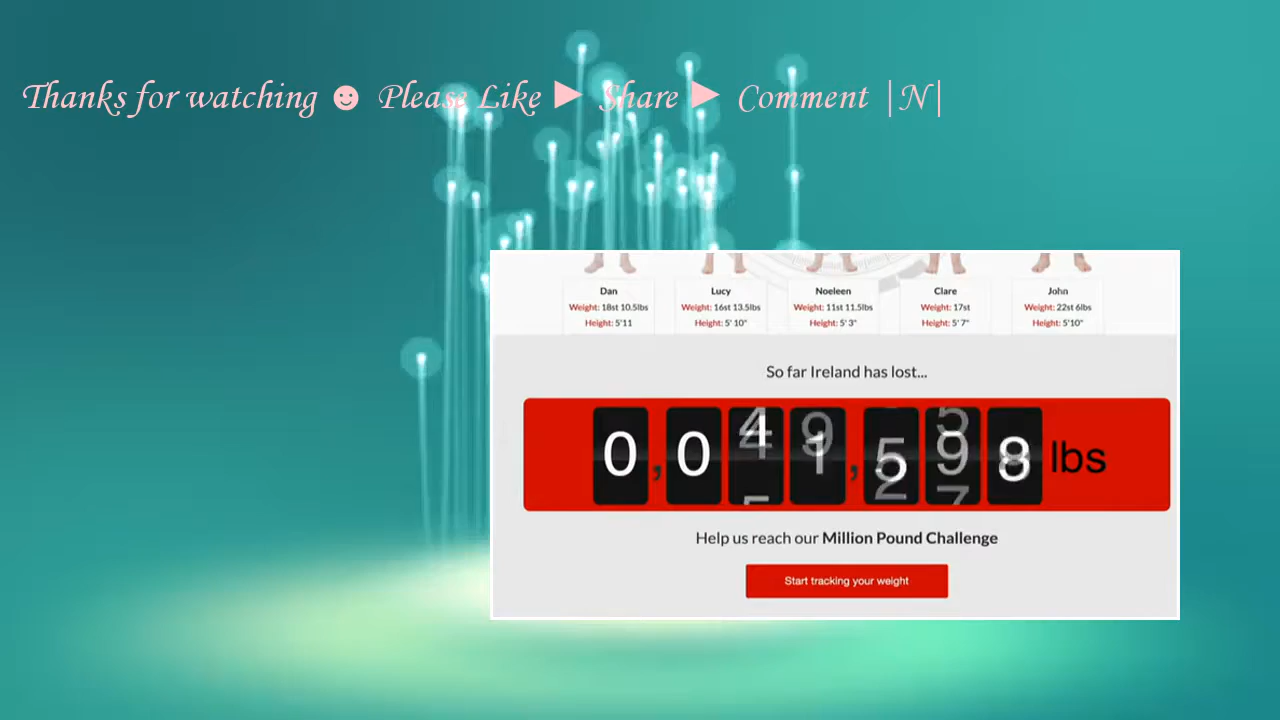 Thanks for watching ☻ Please Like ► Share ► Comment |N|
Dan Lucy Noeleen Clare John
Weight: 18st 10.5lbs Weight: 16st 13.5lbs Weight: 11st 11.5lbs Weight: 17st Weight: 22st 6lbs
Height: 5'11 Height: 5' 10" Height: 5' 3" Height: 5' 7" Height: 5'10"
So far Ireland has lost...
lbs
Help us reach our Million Pound Challenge
Start tracking your weight